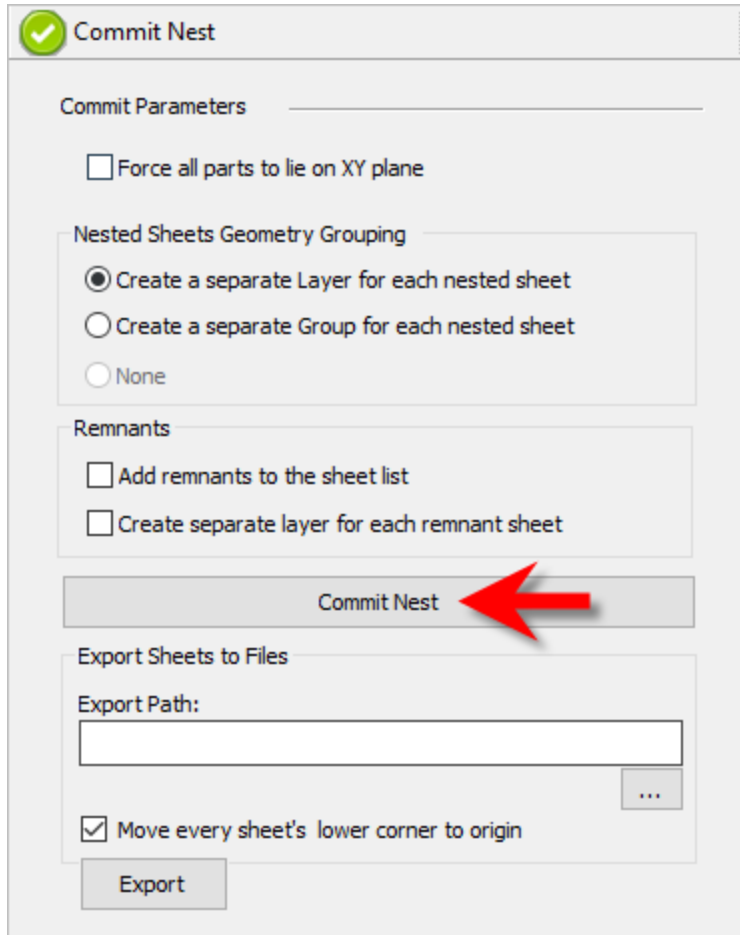 Commit Nest
Commit Parameters
Force all parts to lie on XY plane
Nested Sheets Geometry Grouping
Create a separate Layer for each nested sheet
Create a separate Group for each nested sheet
None
Remnants
Add remnants to the sheet list
Create separate layer for each remnant sheet
Commit Nest
Export Sheets to Files
Export Path:
...
Move every sheet's lower corner to origin
Export